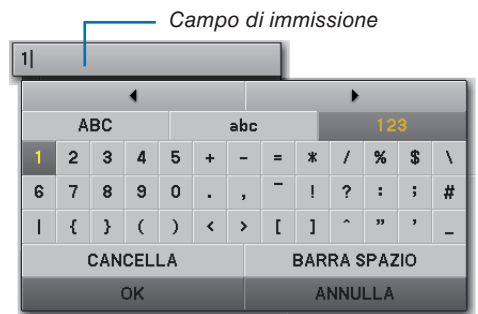 Campo di immissione
1|
◀ ▶
ABC abc 123
1 2 3 4 5 + - = * / % $ \
6 7 8 9 0 . , ‾ ! ? : ; #
| { } ( ) < > [ ] ^ " ' _
CANCELLA BARRA SPAZIO
OK ANNULLA